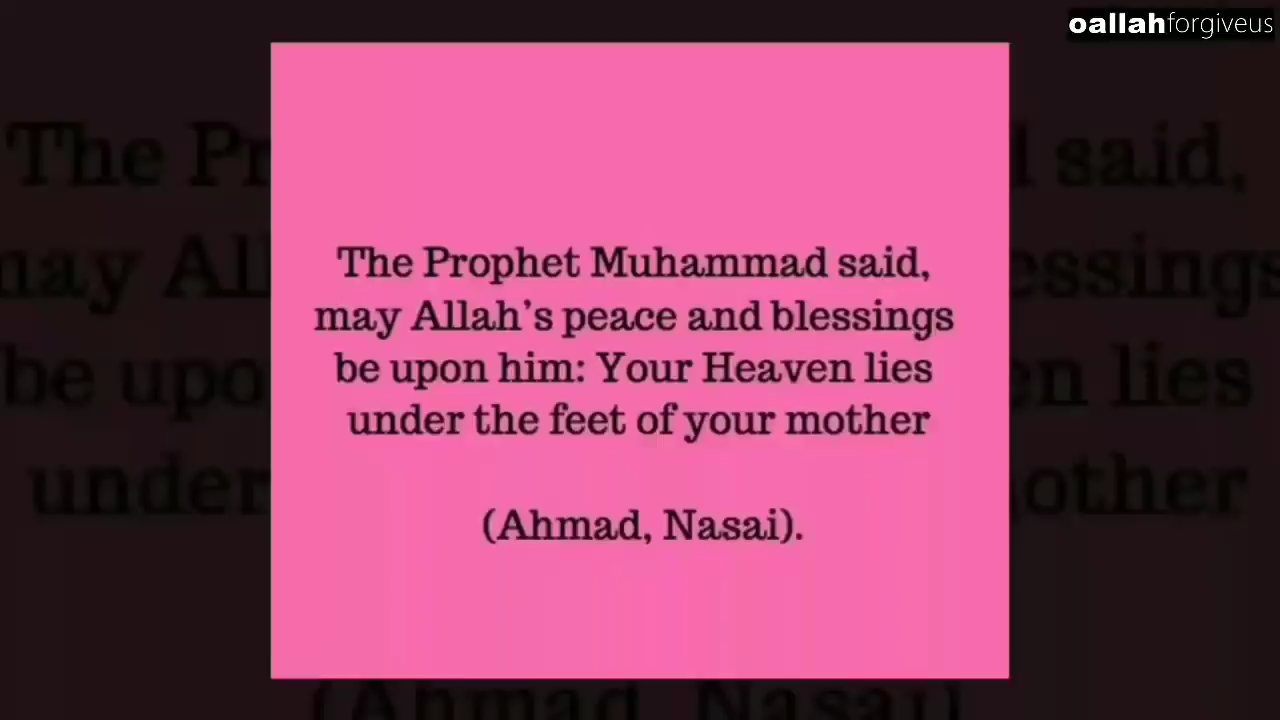 oallahforgiveus
The Prophet Muhammad said,
may Allah's peace and blessings
be upon him: Your Heaven lies
under the feet of your mother
(Ahmad, Nasai).